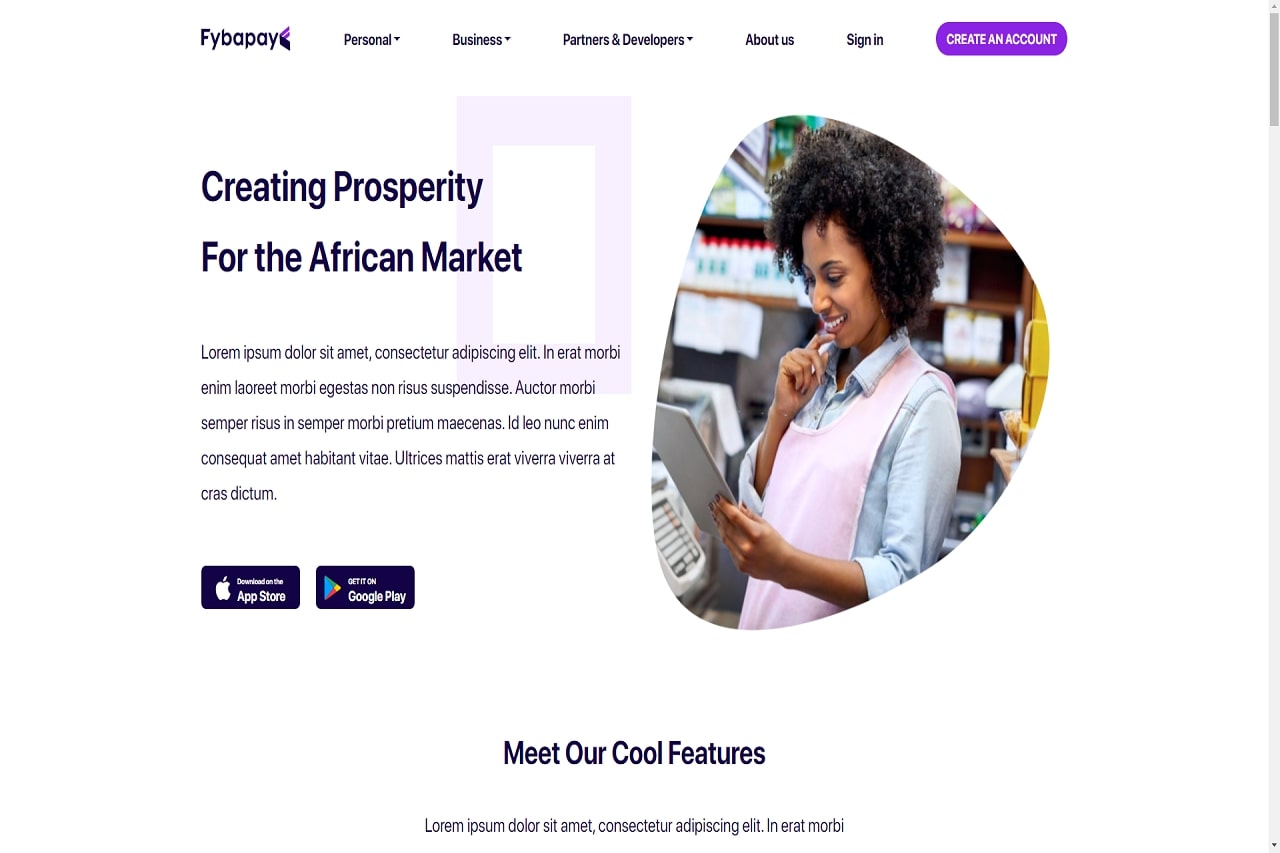 Fybapay
Personal
Business
Partners & Developers
About us
Sign in
CREATE AN ACCOUNT
Creating Prosperity
For the African Market
Lorem ipsum dolor sit amet, consectetur adipiscing elit. In erat morbi
enim laoreet morbi egestas non risus suspendisse. Auctor morbi
semper risus in semper morbi pretium maecenas. Id leo nunc enim
consequat amet habitant vitae. Ultrices mattis erat viverra viverra at
cras dictum.
Download on the
App Store
GET IT ON
Google Play
Meet Our Cool Features
Lorem ipsum dolor sit amet, consectetur adipiscing elit. In erat morbi